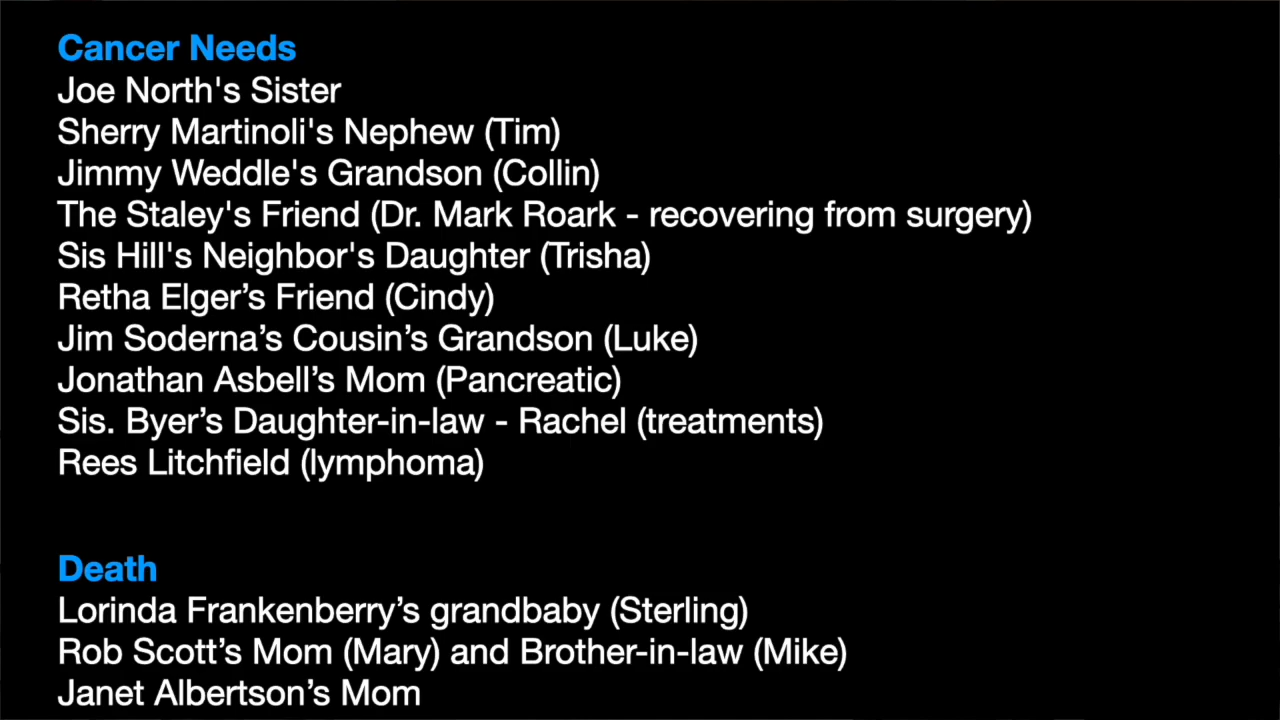 Cancer Needs
Joe North's Sister
Sherry Martinoli's Nephew (Tim)
Jimmy Weddle's Grandson (Collin)
The Staley's Friend (Dr. Mark Roark - recovering from surgery)
Sis Hill's Neighbor's Daughter (Trisha)
Retha Elger’s Friend (Cindy)
Jim Soderna’s Cousin’s Grandson (Luke)
Jonathan Asbell’s Mom (Pancreatic)
Sis. Byer’s Daughter-in-law - Rachel (treatments)
Rees Litchfield (lymphoma)
Death
Lorinda Frankenberry’s grandbaby (Sterling)
Rob Scott’s Mom (Mary) and Brother-in-law (Mike)
Janet Albertson’s Mom